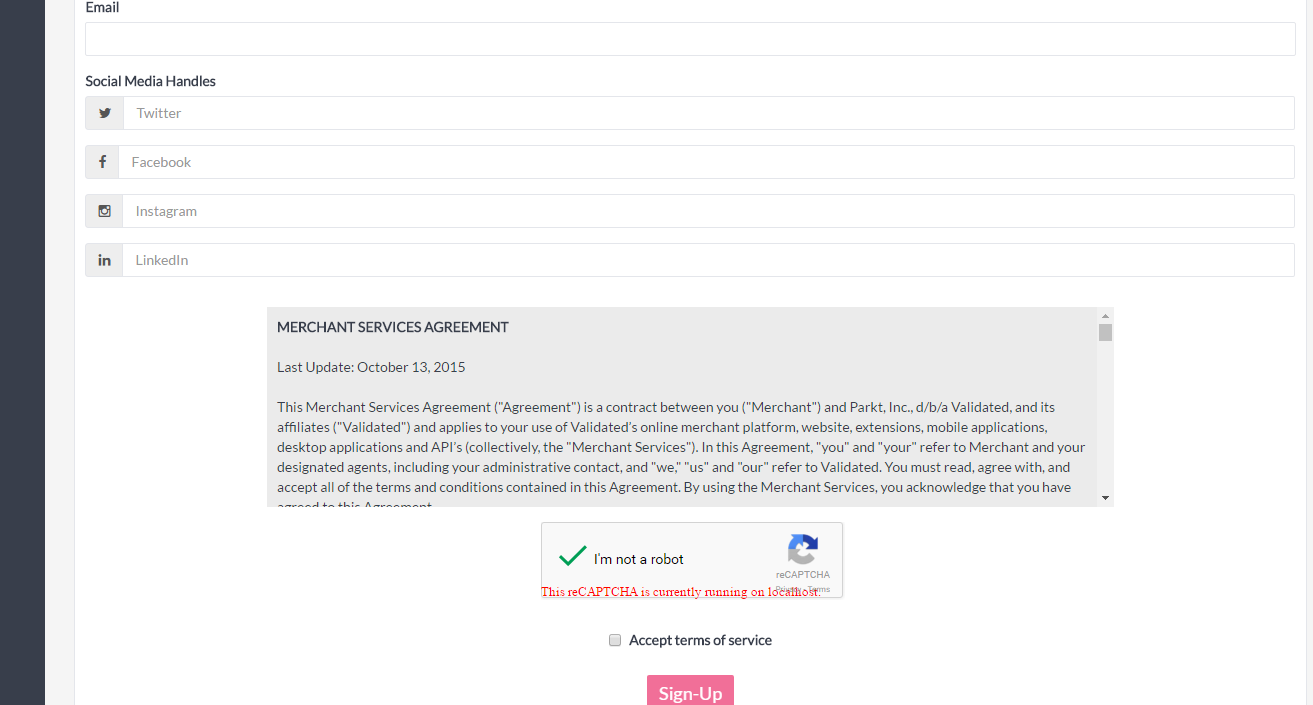 Email
Social Media Handles
Twitter
Facebook
Instagram
LinkedIn
MERCHANT SERVICES AGREEMENT
Last Update: October 13, 2015
This Merchant Services Agreement ("Agreement") is a contract between you ("Merchant") and Parkt, Inc., d/b/a Validated, and its
affiliates ("Validated") and applies to your use of Validated’s online merchant platform, website, extensions, mobile applications,
desktop applications and API’s (collectively, the "Merchant Services"). In this Agreement, "you" and "your" refer to Merchant and your
designated agents, including your administrative contact, and "we," "us" and "our" refer to Validated. You must read, agree with, and
accept all of the terms and conditions contained in this Agreement. By using the Merchant Services, you acknowledge that you have
agreed to this Agreement.
I'm not a robot
reCAPTCHA
Privacy - Terms
This reCAPTCHA is currently running on localhost.
Accept terms of service
Sign-Up